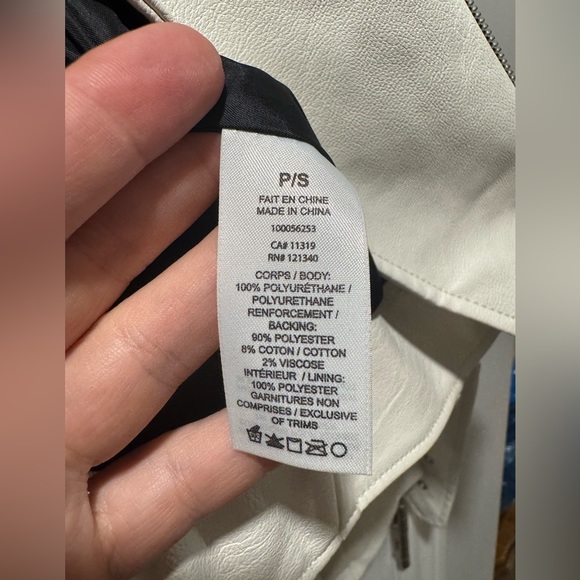 P/S
FAIT EN CHINE
MADE IN CHINA
100056253
CA# 11319
RN# 121340
CORPS / BODY:
100% POLYURÉTHANE /
POLYURETHANE
RENFORCEMENT /
BACKING:
90% POLYESTER
8% COTON / COTTON
2% VISCOSE
INTÉRIEUR / LINING:
100% POLYESTER
GARNITURES NON
COMPRISES / EXCLUSIVE
OF TRIMS